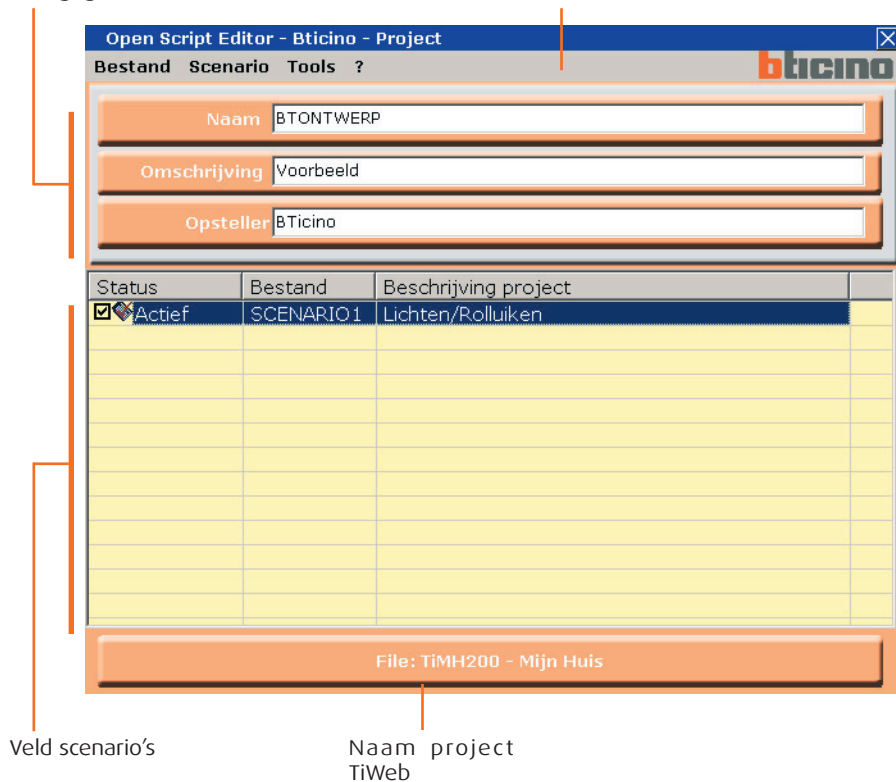 Open Script Editor - Bticino - Project
Bestand Scenario Tools ?
bticino
Naam BTONTWERP
Omschrijving Voorbeeld
Opsteller BTicino
Status Bestand Beschrijving project
Actief SCENARIO1 Lichten/Rolluiken
File: TiMH200 - Mijn Huis
Veld scenario's
Naam project
TiWeb